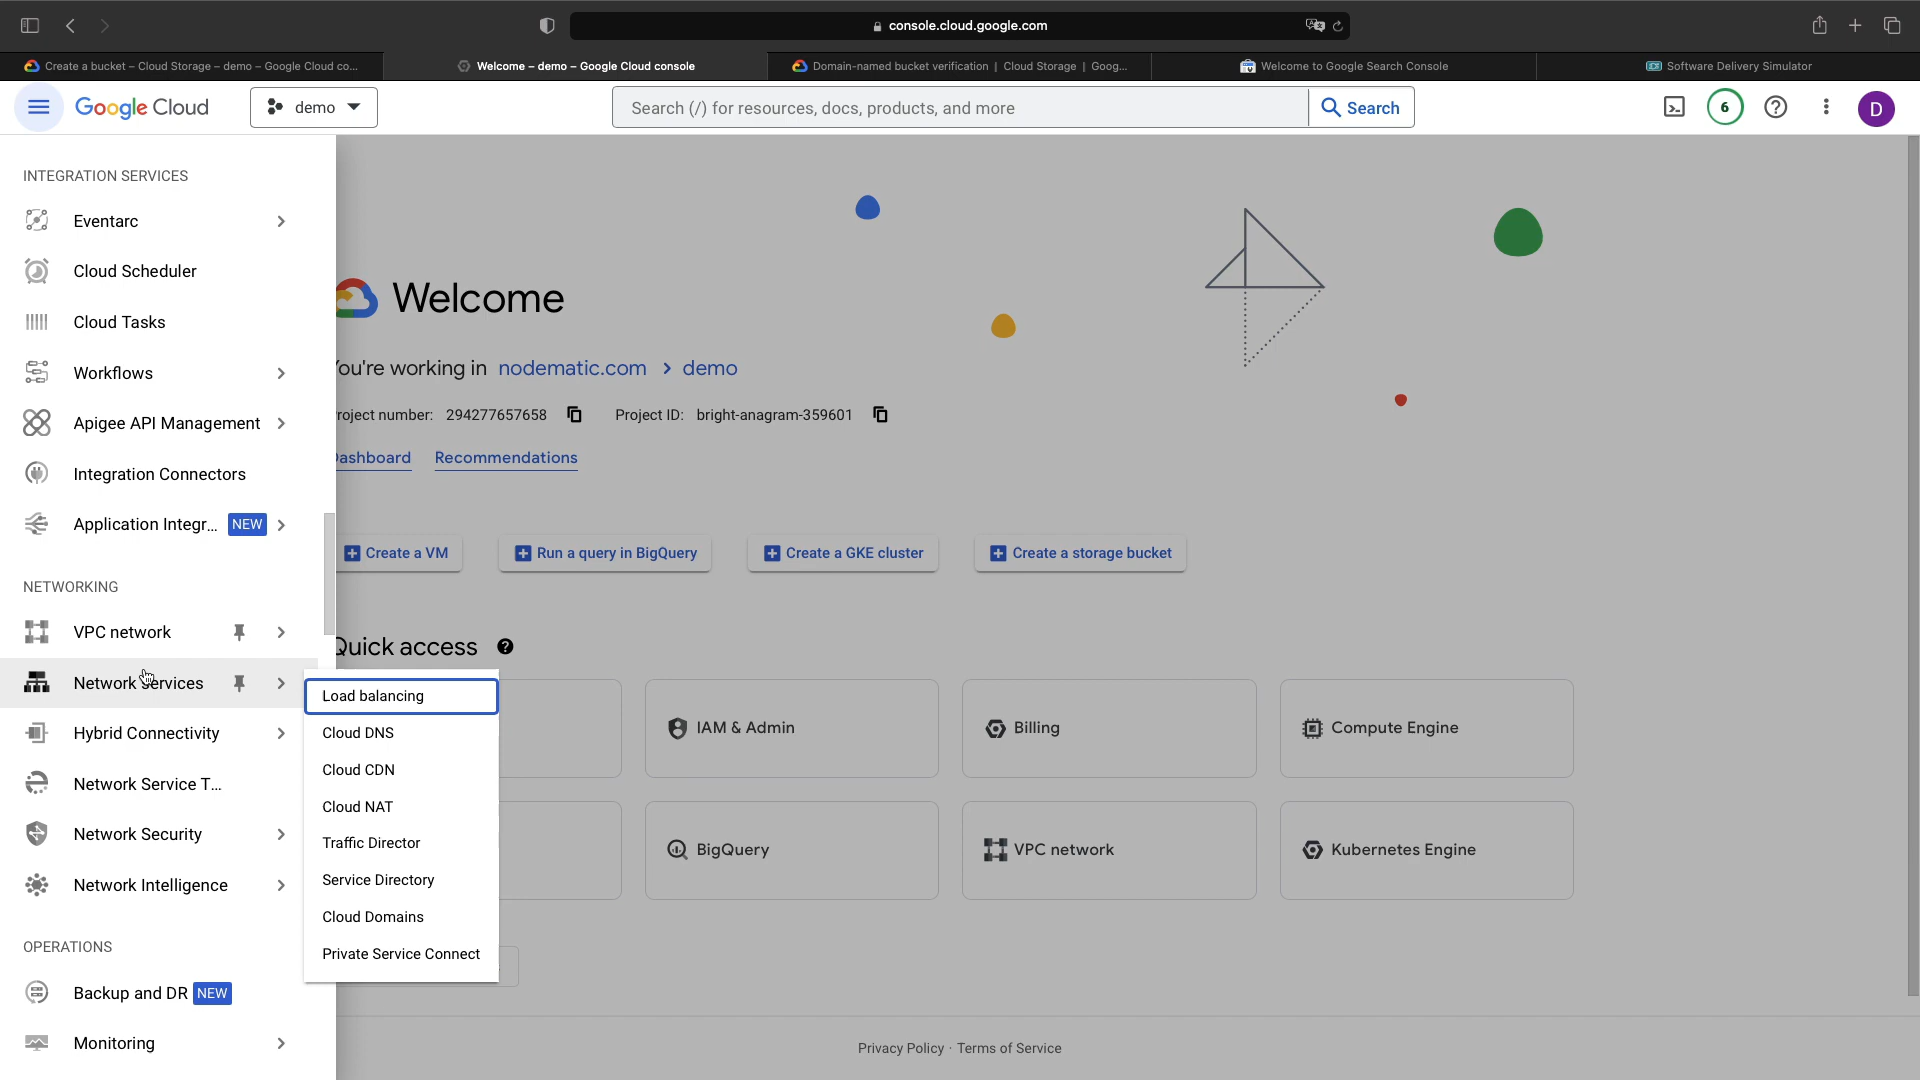 console.cloud.google.com
Create a bucket – Cloud Storage – demo – Google Cloud co...
Welcome – demo – Google Cloud console
Domain-named bucket verification | Cloud Storage | Goog...
Welcome to Google Search Console
Software Delivery Simulator
Google Cloud
demo
Search (/) for resources, docs, products, and more
Search
6
D
INTEGRATION SERVICES
Eventarc
Cloud Scheduler
Cloud Tasks
Workflows
Apigee API Management
Integration Connectors
Application Integr... NEW
NETWORKING
VPC network
Network services
Hybrid Connectivity
Network Service T...
Network Security
Network Intelligence
OPERATIONS
Backup and DR NEW
Monitoring
Load balancing
Cloud DNS
Cloud CDN
Cloud NAT
Traffic Director
Service Directory
Cloud Domains
Private Service Connect
Welcome
You're working in nodematic.com > demo
roject number: 294277657658
Project ID: bright-anagram-359601
Dashboard
Recommendations
Create a VM
Run a query in BigQuery
Create a GKE cluster
Create a storage bucket
Quick access
IAM & Admin
Billing
Compute Engine
BigQuery
VPC network
Kubernetes Engine
Privacy Policy · Terms of Service